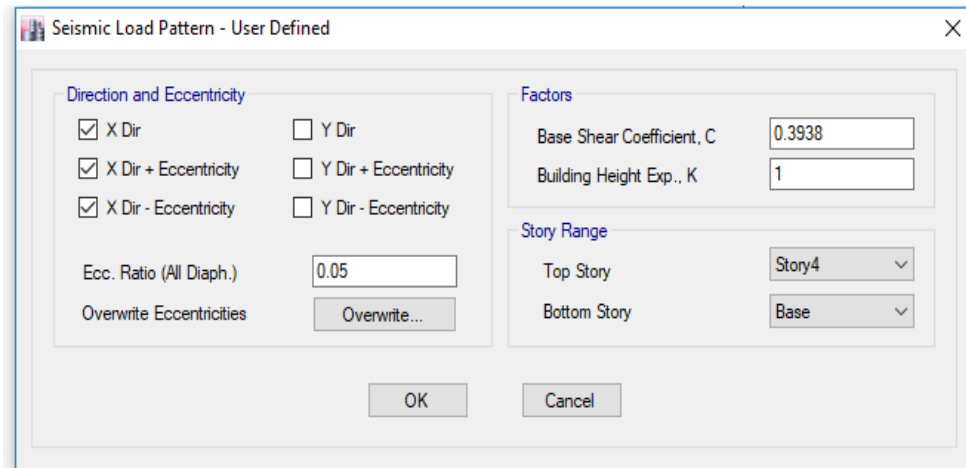 Seismic Load Pattern - User Defined
Direction and Eccentricity
X Dir
Y Dir
X Dir + Eccentricity
Y Dir + Eccentricity
X Dir - Eccentricity
Y Dir - Eccentricity
Ecc. Ratio (All Diaph.)
0.05
Overwrite Eccentricities
Overwrite...
Factors
Base Shear Coefficient, C
0.3938
Building Height Exp., K
1
Story Range
Top Story
Story4
Bottom Story
Base
OK
Cancel